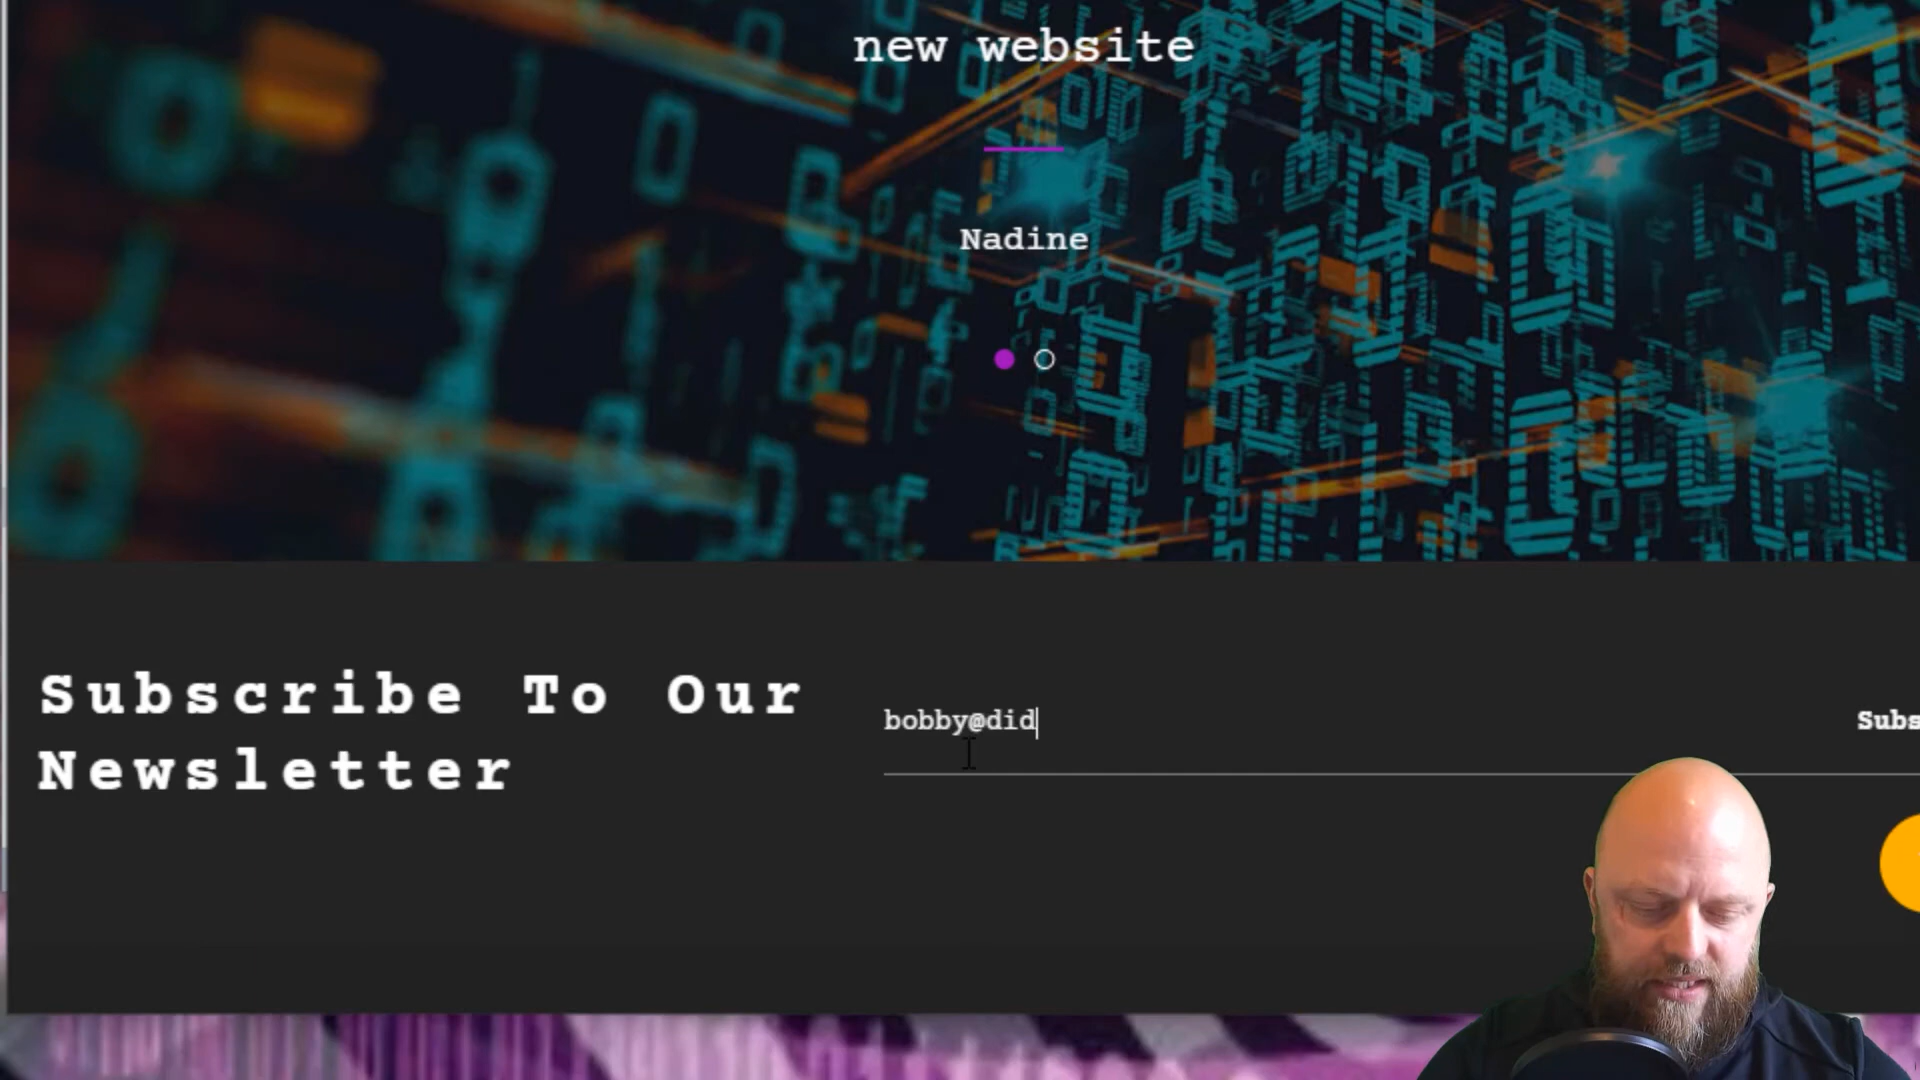 new website
Nadine
Subscribe To Our
Newsletter
bobby@did
Subs